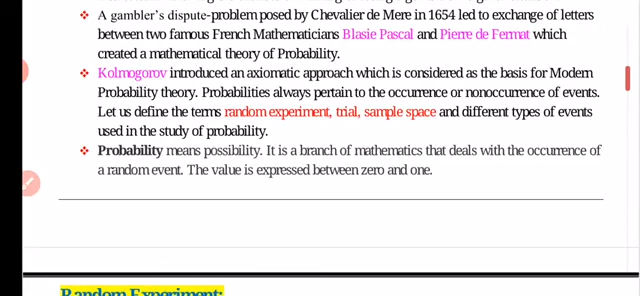 A gambler's dispute-problem posed by Chevalier de Mere in 1654 led to exchange of letters
between two famous French Mathematicians Blasie Pascal and Pierre de Fermat which
created a mathematical theory of Probability.
Kolmogorov introduced an axiomatic approach which is considered as the basis for Modern
Probability theory. Probabilities always pertain to the occurrence or nonoccurrence of events.
Let us define the terms random experiment, trial, sample space and different types of events
used in the study of probability.
Probability means possibility. It is a branch of mathematics that deals with the occurrence of
a random event. The value is expressed between zero and one.
Random Experiment: